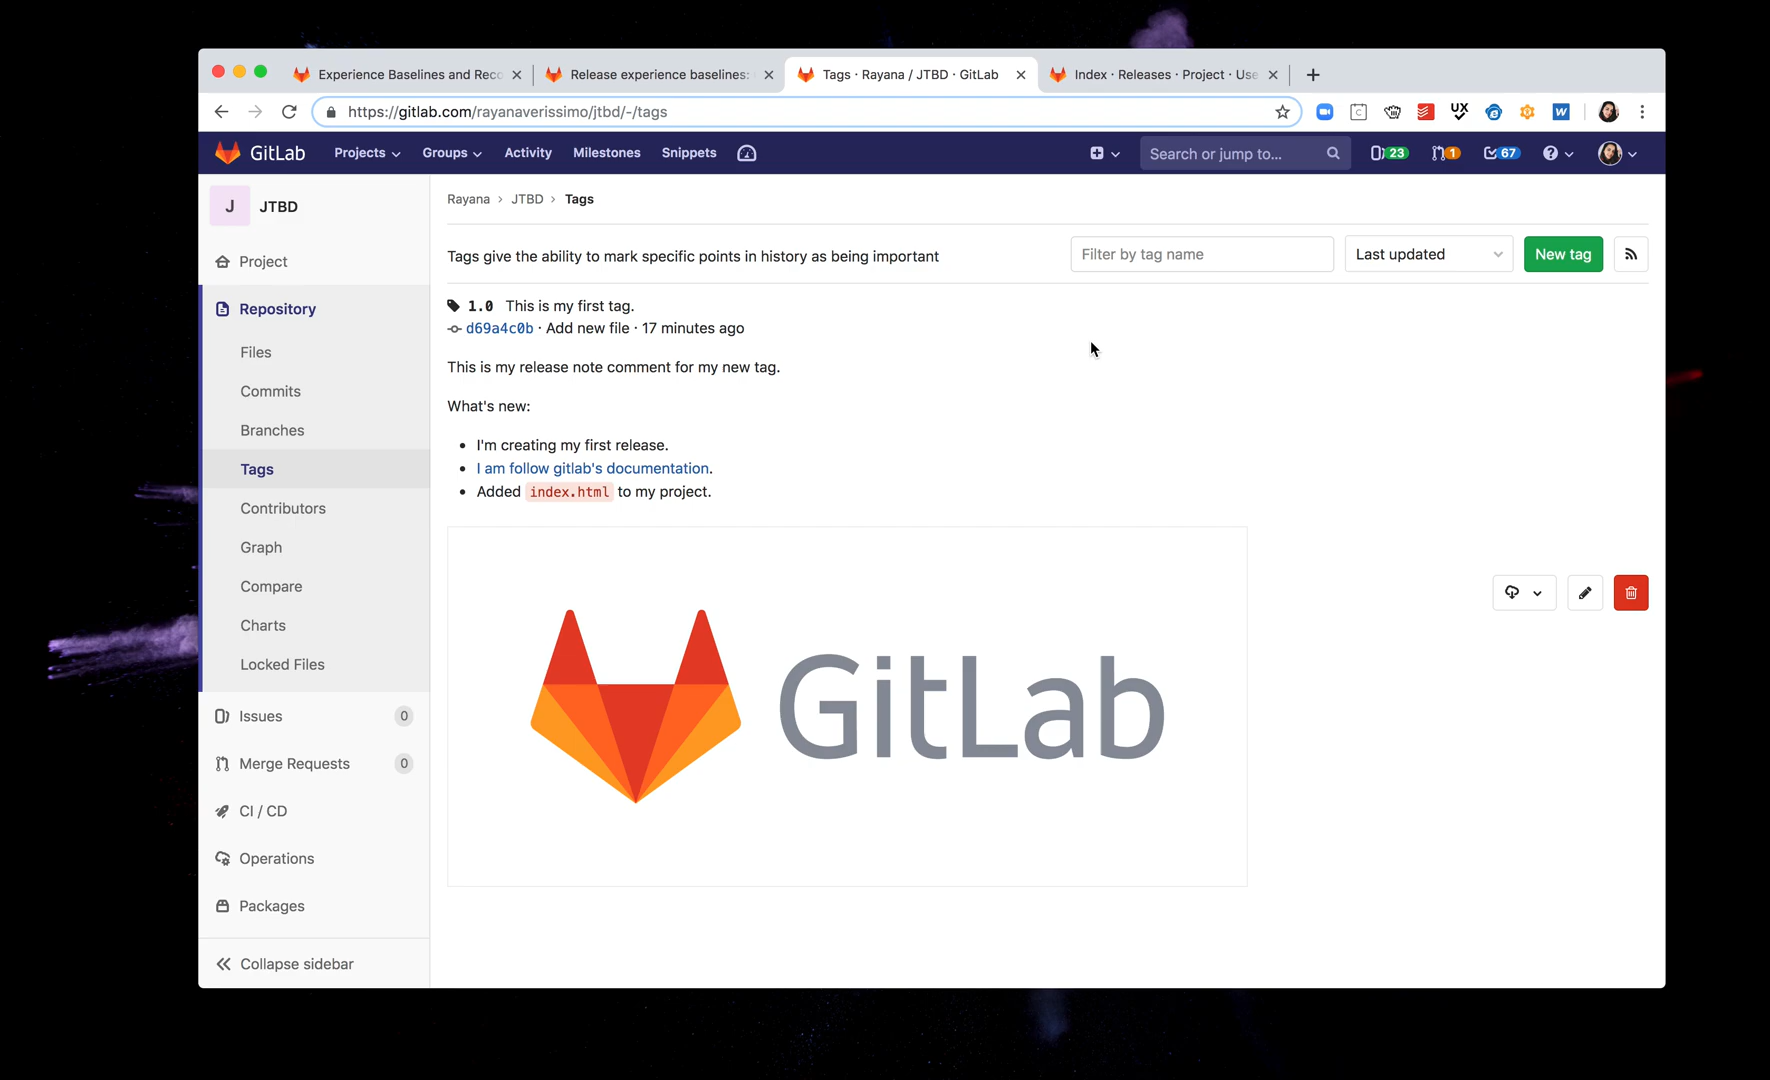 Experience Baselines and Reco
Release experience baselines:
Tags · Rayana / JTBD · GitLab
Index · Releases · Project · Use
https://gitlab.com/rayanaverissimo/jtbd/-/tags
UX
W
GitLab
Projects
Groups
Activity
Milestones
Snippets
Search or jump to...
23
1
67
J
JTBD
Project
Repository
Files
Commits
Branches
Tags
Contributors
Graph
Compare
Charts
Locked Files
Issues 0
Merge Requests 0
CI / CD
Operations
Packages
Collapse sidebar
Rayana > JTBD > Tags
Tags give the ability to mark specific points in history as being important
Filter by tag name
Last updated
New tag
1.0 This is my first tag.
d69a4c0b · Add new file · 17 minutes ago
This is my release note comment for my new tag.
What's new:
• I'm creating my first release.
• I am follow gitlab's documentation.
• Added index.html to my project.
GitLab